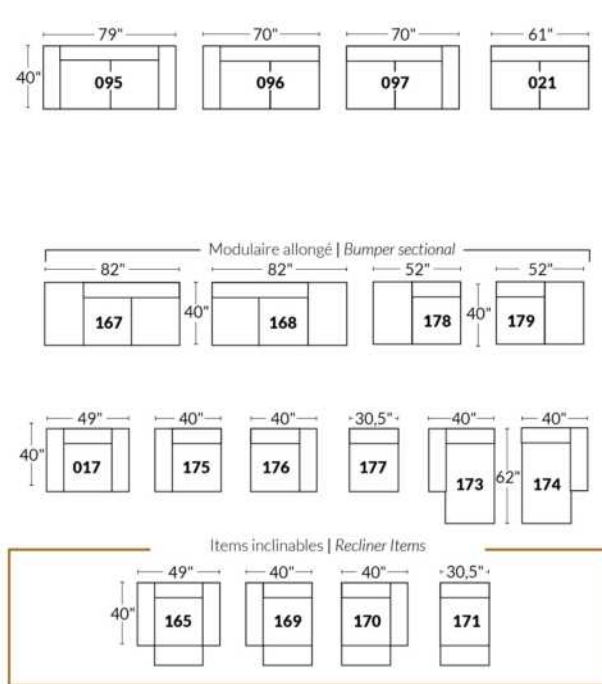 79" 70" 70" 61"
40" 095 096 097 021
Modulaire allongé | Bumper sectional
82" 82" 52" 52"
167 40" 168 178 40" 179
49" 40" 40" 30,5" 40" 40"
40" 017 175 176 177 173 62" 174
Items inclinables | Recliner Items
49" 40" 40" 30,5"
40" 165 169 170 171